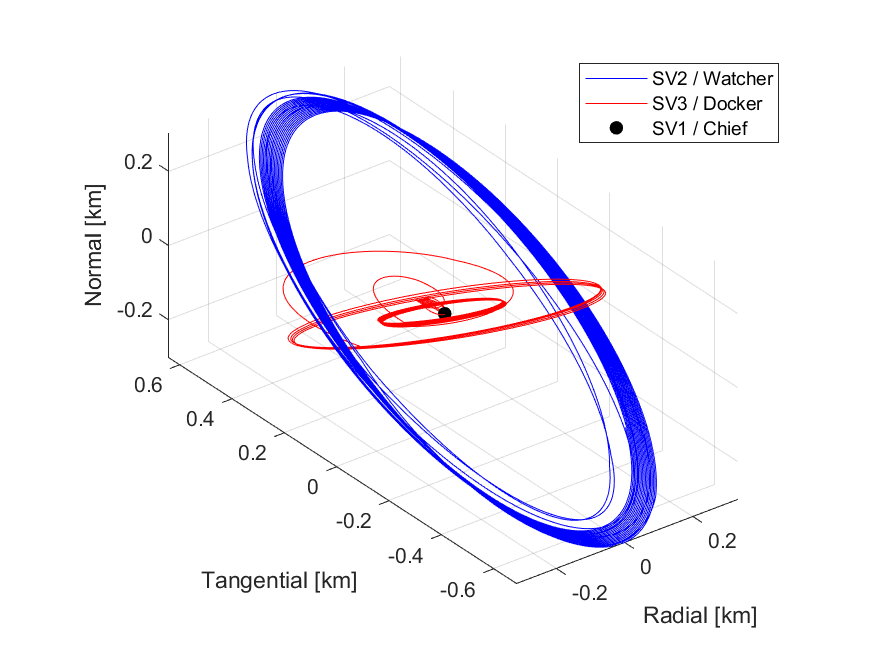 SV2 / Watcher
SV3 / Docker
SV1 / Chief
0.2
0
-0.2
Normal [km]
0.6
0.4
0.2
0
-0.2
-0.4
-0.6
Tangential [km]
-0.2
0
0.2
Radial [km]